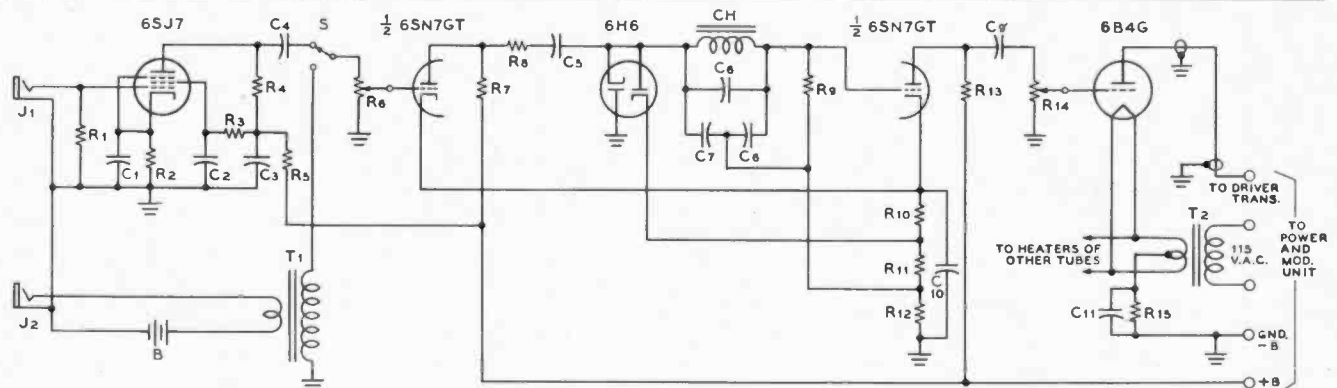 6SJ7
C4
S
½ 6SN7GT
6H6
CH
½ 6SN7GT
C9
6B4G
J1
R1
R4
R6
R7
R8
C5
C6
R9
R13
R14
C1
R2
C2
R3
C3
R5
C7
C6
R10
R11
R12
C10
J2
B
T1
TO HEATERS OF
OTHER TUBES
C11
R15
TO DRIVER
TRANS.
T2
115
V.A.C.
GND.
-B
+B
TO
POWER
AND
MOD.
UNIT